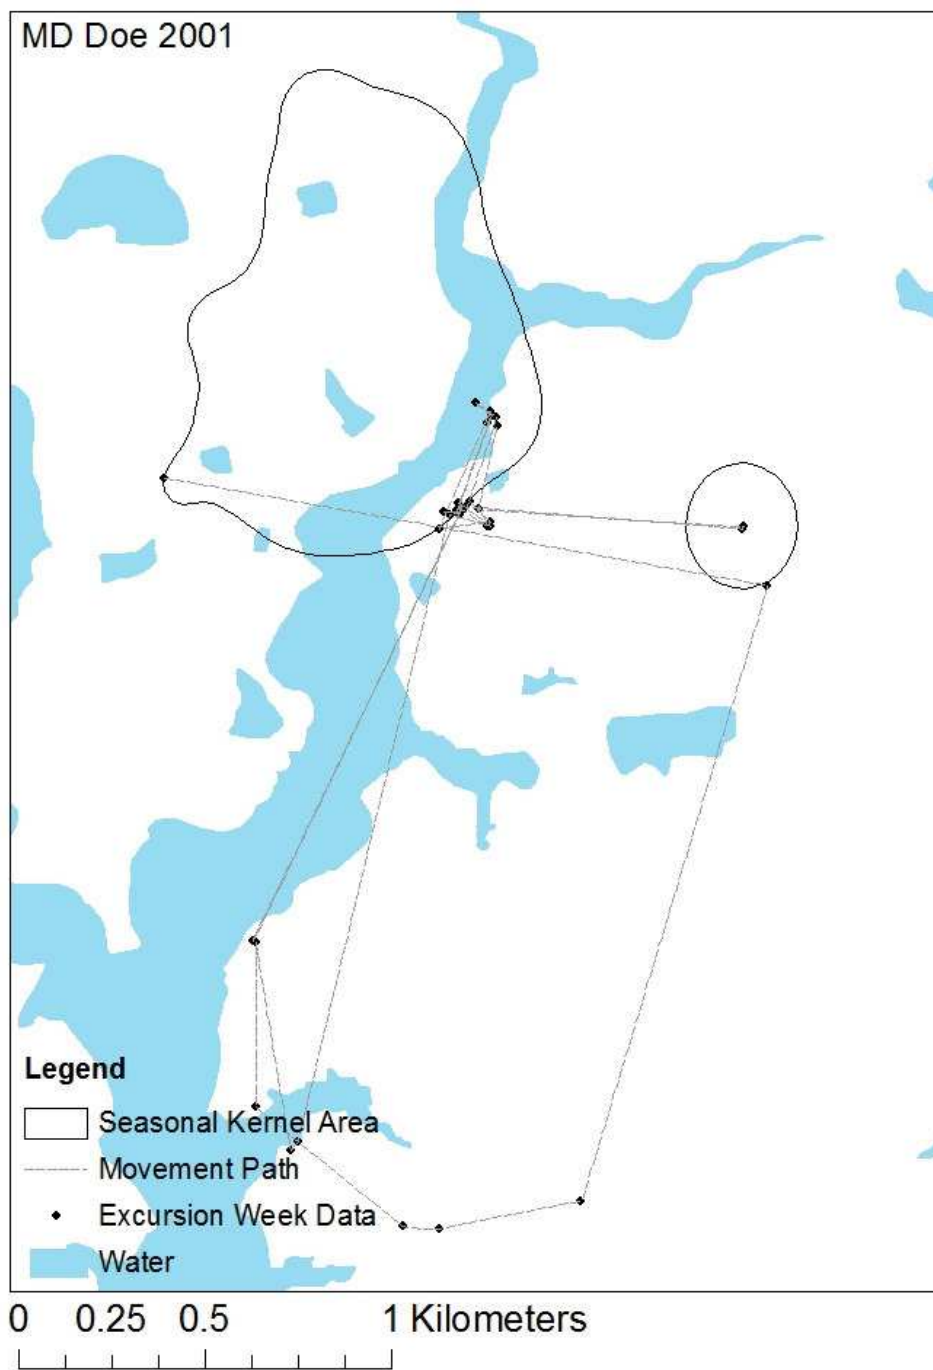 MD Doe 2001
Legend
Seasonal Kernel Area
Movement Path
Excursion Week Data
Water
0 0.25 0.5 1 Kilometers